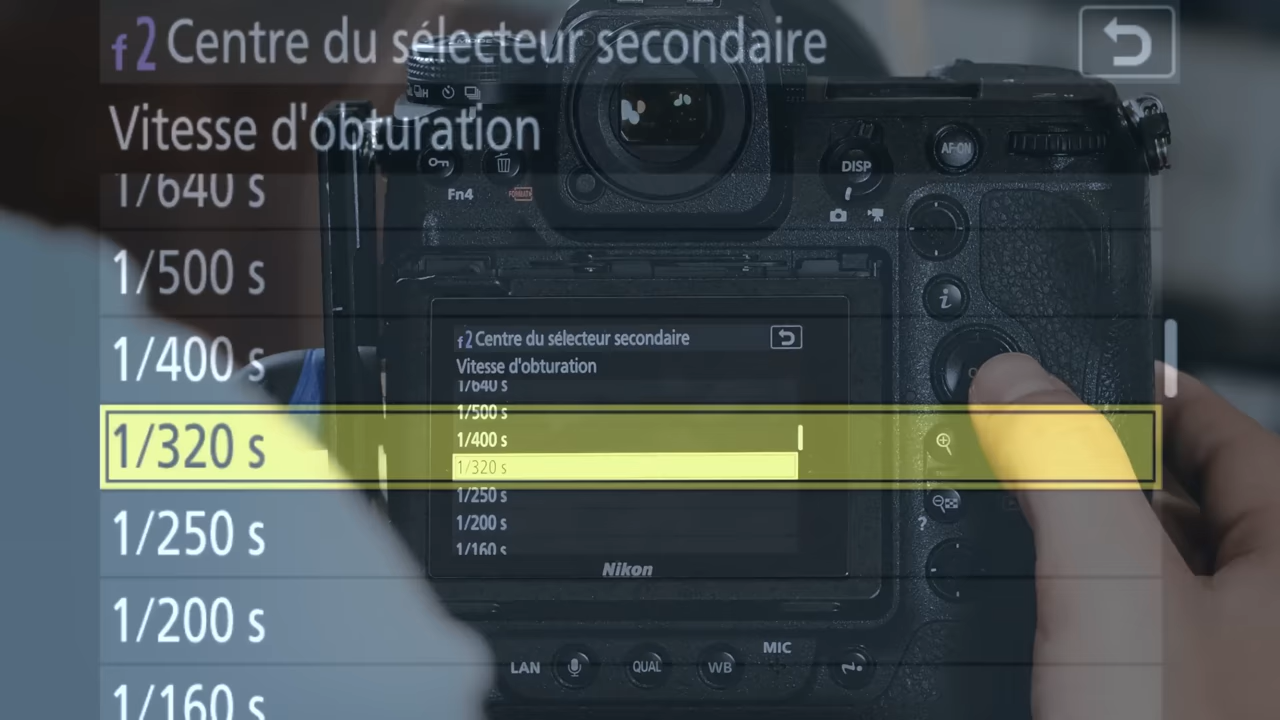 f2 Centre du sélecteur secondaire
Vitesse d'obturation
1/640 s
1/500 s
1/400 s
1/320 s
1/250 s
1/200 s
1/160 s
H
DISP
AF-ON
Fn4
i
OK
f2 Centre du sélecteur secondaire
Vitesse d'obturation
1/640 s
1/500 s
1/400 s
1/320 s
1/250 s
1/200 s
1/160 s
?
Nikon
LAN
QUAL
WB
MIC